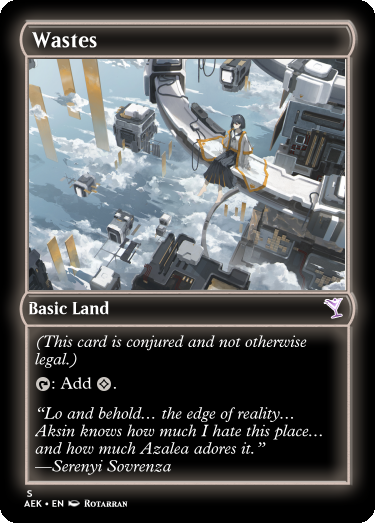 Wastes
Basic Land
(This card is conjured and not otherwise
legal.)
: Add .
“Lo and behold… the edge of reality…
Aksin knows how much I hate this place…
and how much Azalea adores it.”
—Serenyi Sovrenza
S
AEK • EN Rotarran